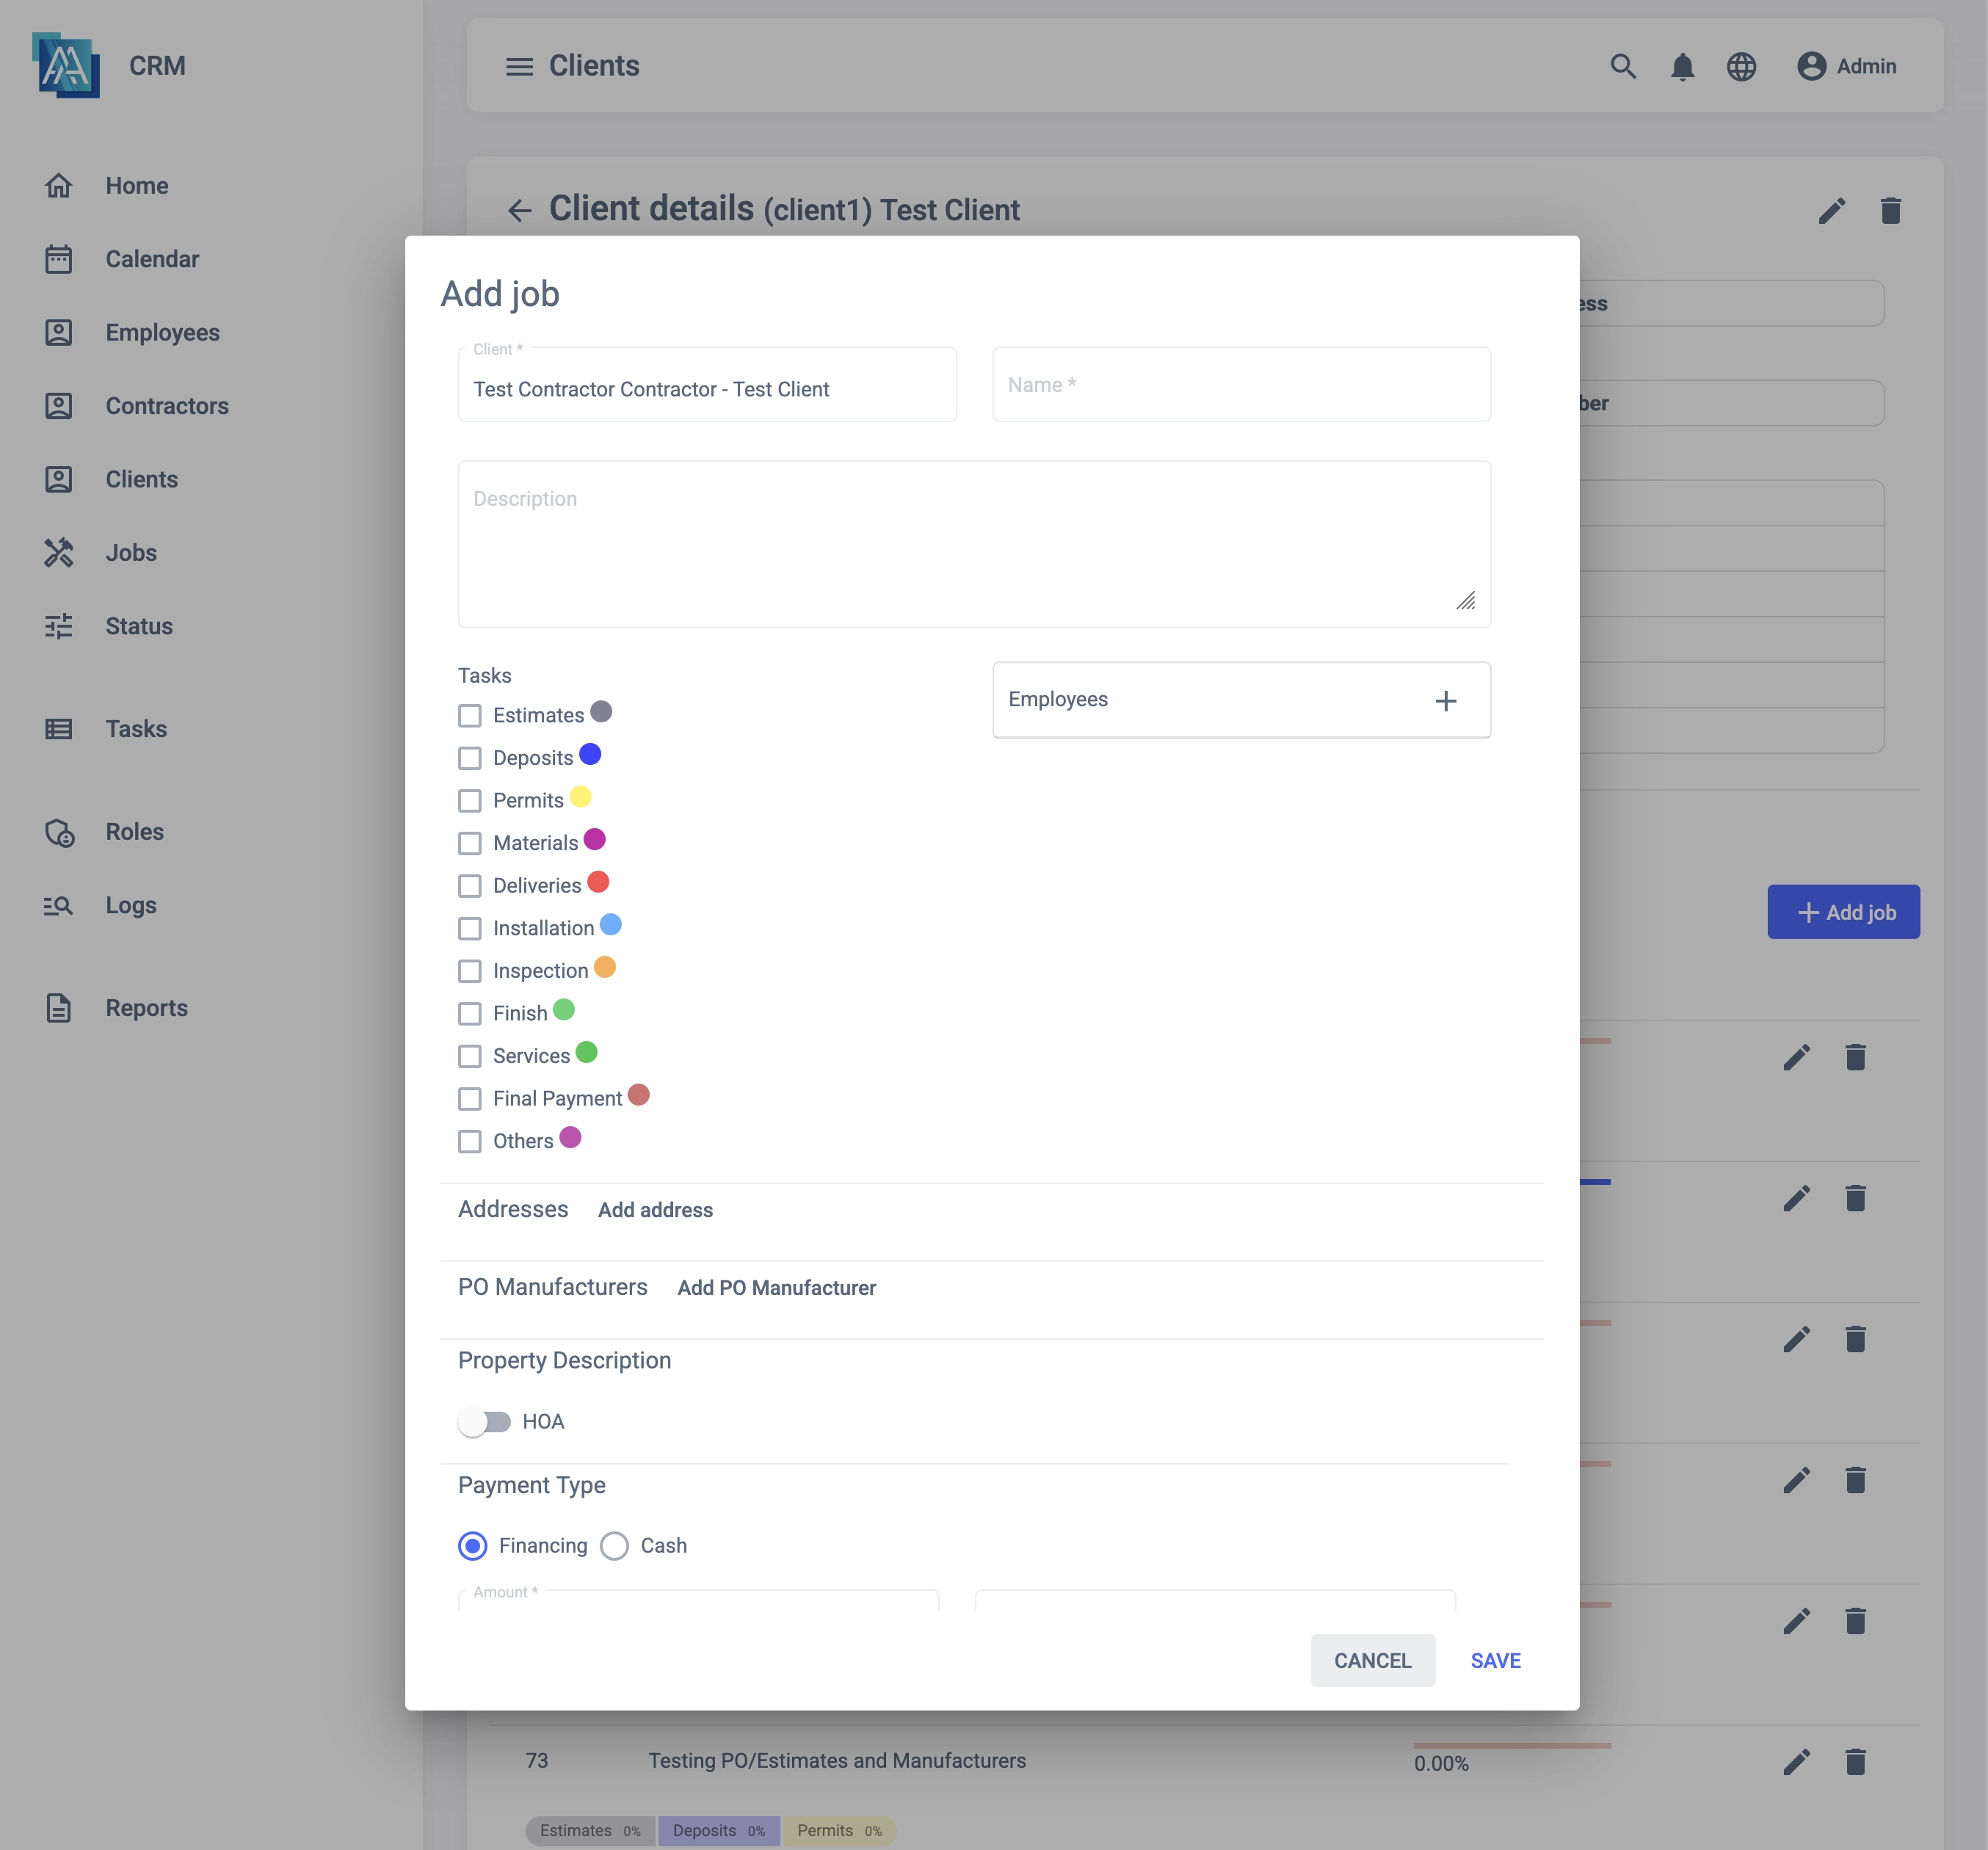 CRM
Clients
Admin
Home
Calendar
Employees
Contractors
Clients
Jobs
Status
Tasks
Roles
Logs
Reports
Client details (client1) Test Client
Add job
Client *
Test Contractor Contractor - Test Client
Name *
Description
Tasks
Employees
Estimates
Deposits
Permits
Materials
Deliveries
Installation
Inspection
Finish
Services
Final Payment
Others
Addresses Add address
PO Manufacturers Add PO Manufacturer
Property Description
HOA
Payment Type
Financing Cash
Amount *
CANCEL SAVE
Add job
73 Testing PO/Estimates and Manufacturers 0.00%
Estimates 0% Deposits 0% Permits 0%